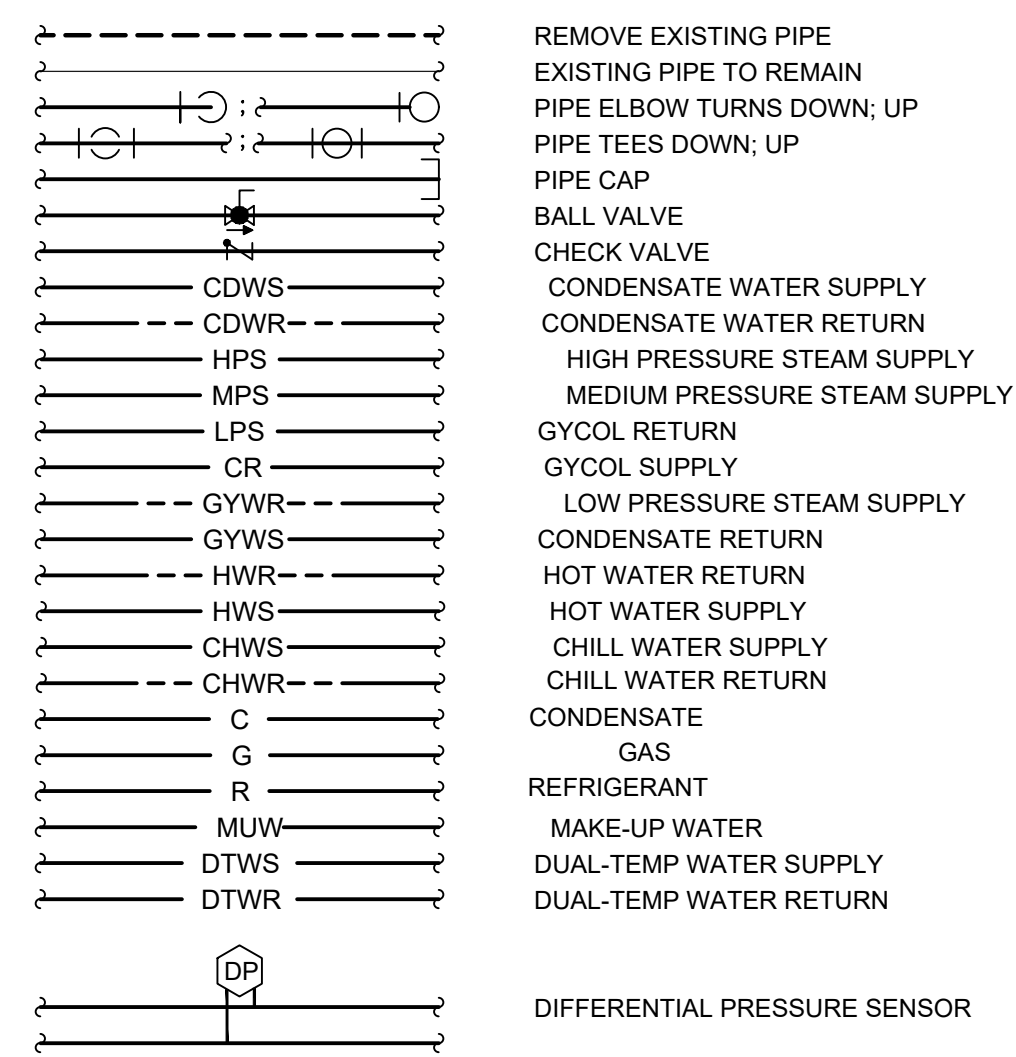 REMOVE EXISTING PIPE
EXISTING PIPE TO REMAIN
; PIPE ELBOW TURNS DOWN; UP
; PIPE TEES DOWN; UP
PIPE CAP
BALL VALVE
CHECK VALVE
CDWS CONDENSATE WATER SUPPLY
CDWR CONDENSATE WATER RETURN
HPS HIGH PRESSURE STEAM SUPPLY
MPS MEDIUM PRESSURE STEAM SUPPLY
LPS GYCOL RETURN
CR GYCOL SUPPLY
GYWR LOW PRESSURE STEAM SUPPLY
GYWS CONDENSATE RETURN
HWR HOT WATER RETURN
HWS HOT WATER SUPPLY
CHWS CHILL WATER SUPPLY
CHWR CHILL WATER RETURN
C CONDENSATE
G GAS
R REFRIGERANT
MUW MAKE-UP WATER
DTWS DUAL-TEMP WATER SUPPLY
DTWR DUAL-TEMP WATER RETURN
DP
DIFFERENTIAL PRESSURE SENSOR